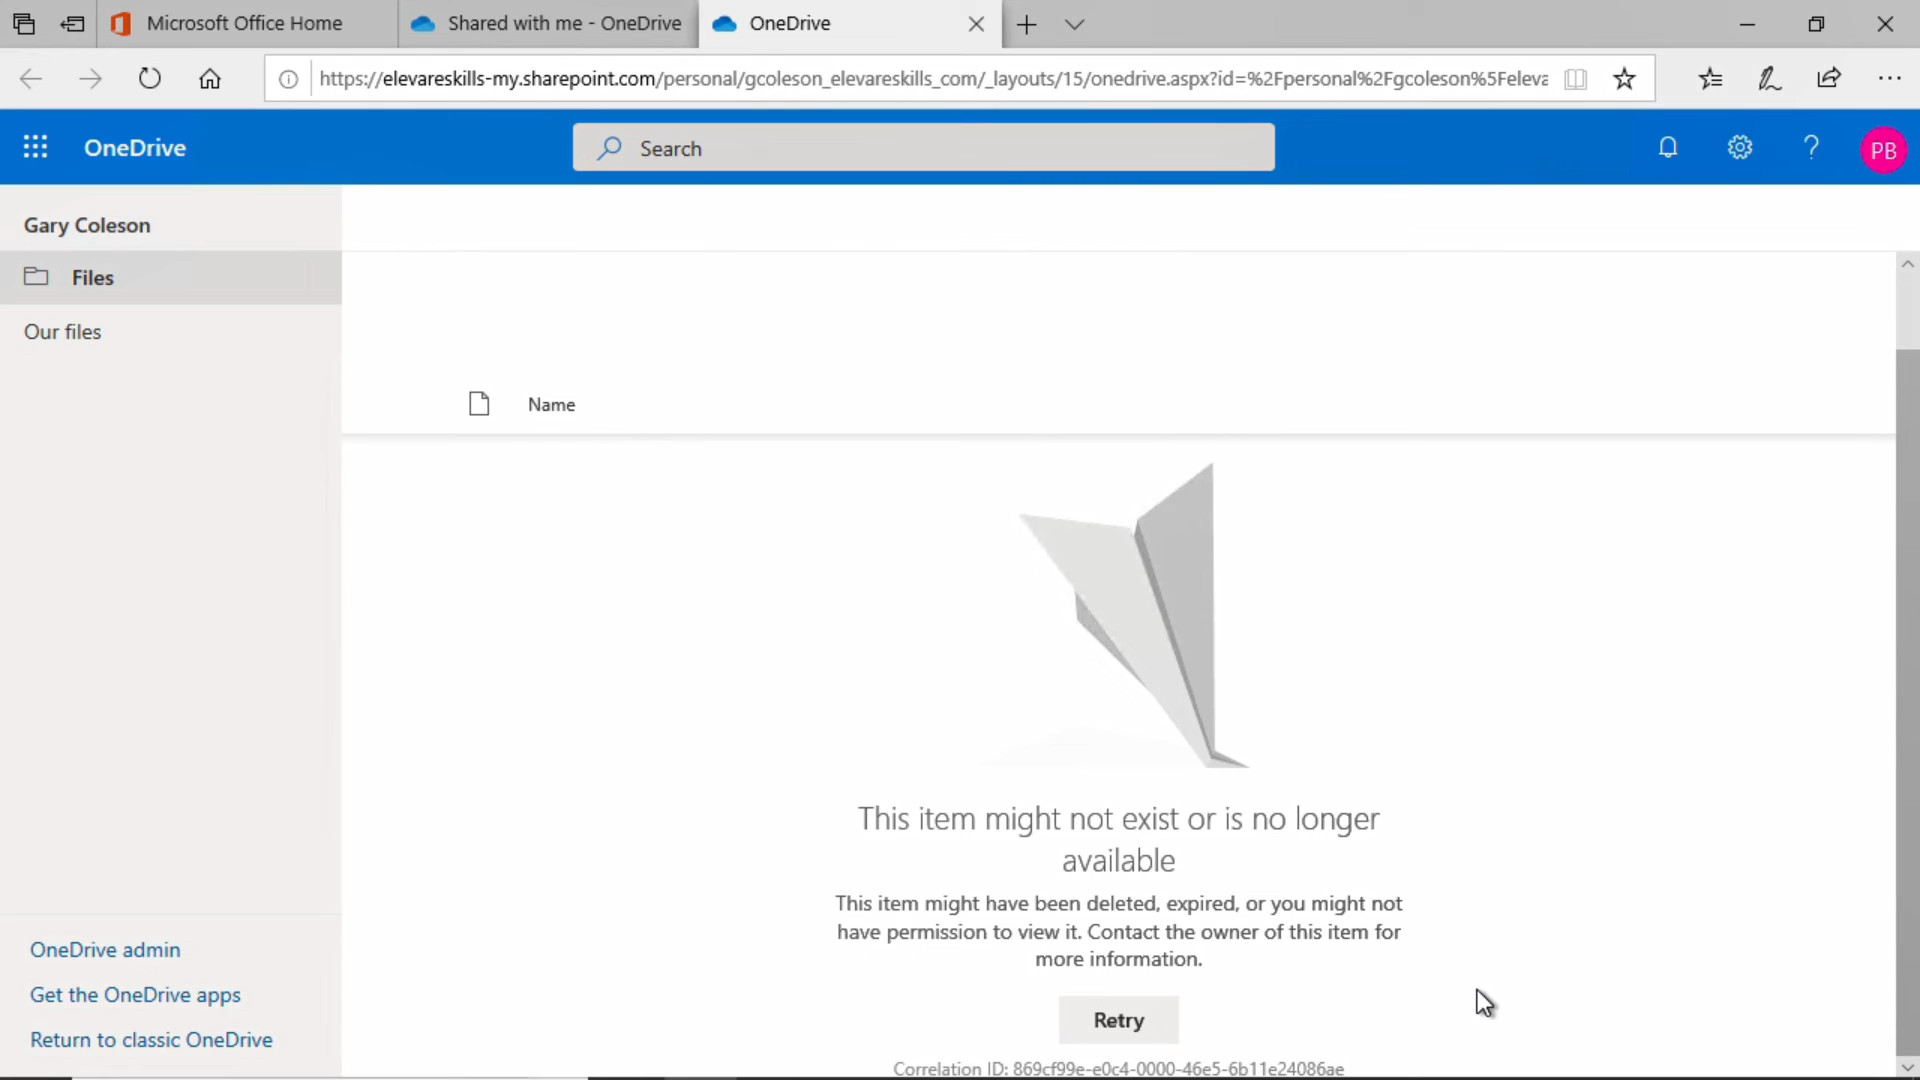 Microsoft Office Home
Shared with me - OneDrive
OneDrive
https://elevareskills-my.sharepoint.com/personal/gcoleson_elevareskills_com/_layouts/15/onedrive.aspx?id=%2Fpersonal%2Fgcoleson%5Feleva
OneDrive
Search
PB
Gary Coleson
Files
Our files
Name
This item might not exist or is no longer
available
This item might have been deleted, expired, or you might not
have permission to view it. Contact the owner of this item for
more information.
Retry
Correlation ID: 869cf99e-e0c4-0000-46e5-6b11e24086ae
OneDrive admin
Get the OneDrive apps
Return to classic OneDrive